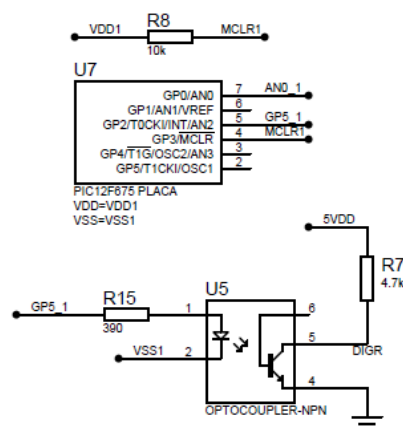 R8
VDD1 MCLR1
10k
U7
GP0/AN0 7 AN0_1
GP1/AN1/VREF 6
GP2/T0CKI/INT/AN2 5 GP5_1
GP3/MCLR 4 MCLR1
GP4/T1G/OSC2/AN3 3
GP5/T1CKI/OSC1 2
PIC12F675 PLACA
VDD=VDD1
VSS=VSS1
5VDD
R7
4.7k
U5
GP5_1 R15 1 6
390
5
DIGR
VSS1 2
4
OPTOCOUPLER-NPN